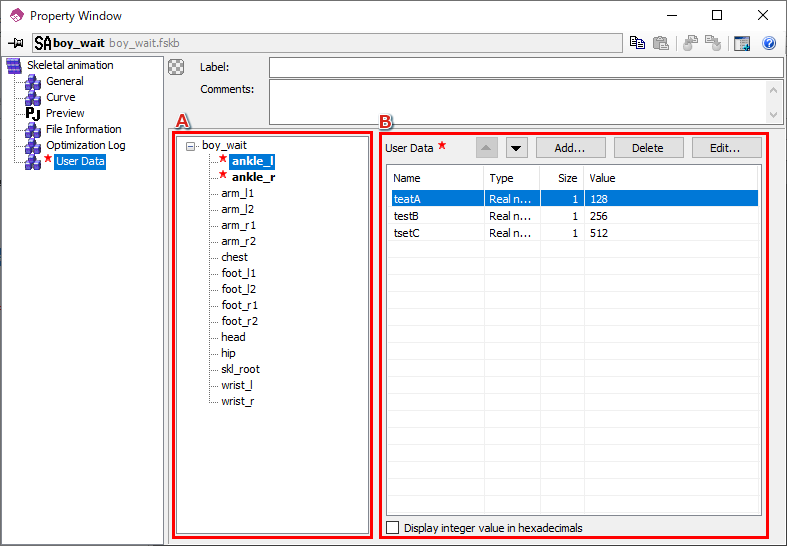 Property Window
SA boy_wait boy_wait.fskb
Skeletal animation
General
Curve
PJ Preview
File Information
Optimization Log
User Data
Label:
Comments:
A
boy_wait
ankle_l
ankle_r
arm_l1
arm_l2
arm_r1
arm_r2
chest
foot_l1
foot_l2
foot_r1
foot_r2
head
hip
skl_root
wrist_l
wrist_r
B
User Data Add... Delete Edit...
Name Type Size Value
teatA Real n... 1 128
testB Real n... 1 256
tsetC Real n... 1 512
Display integer value in hexadecimals